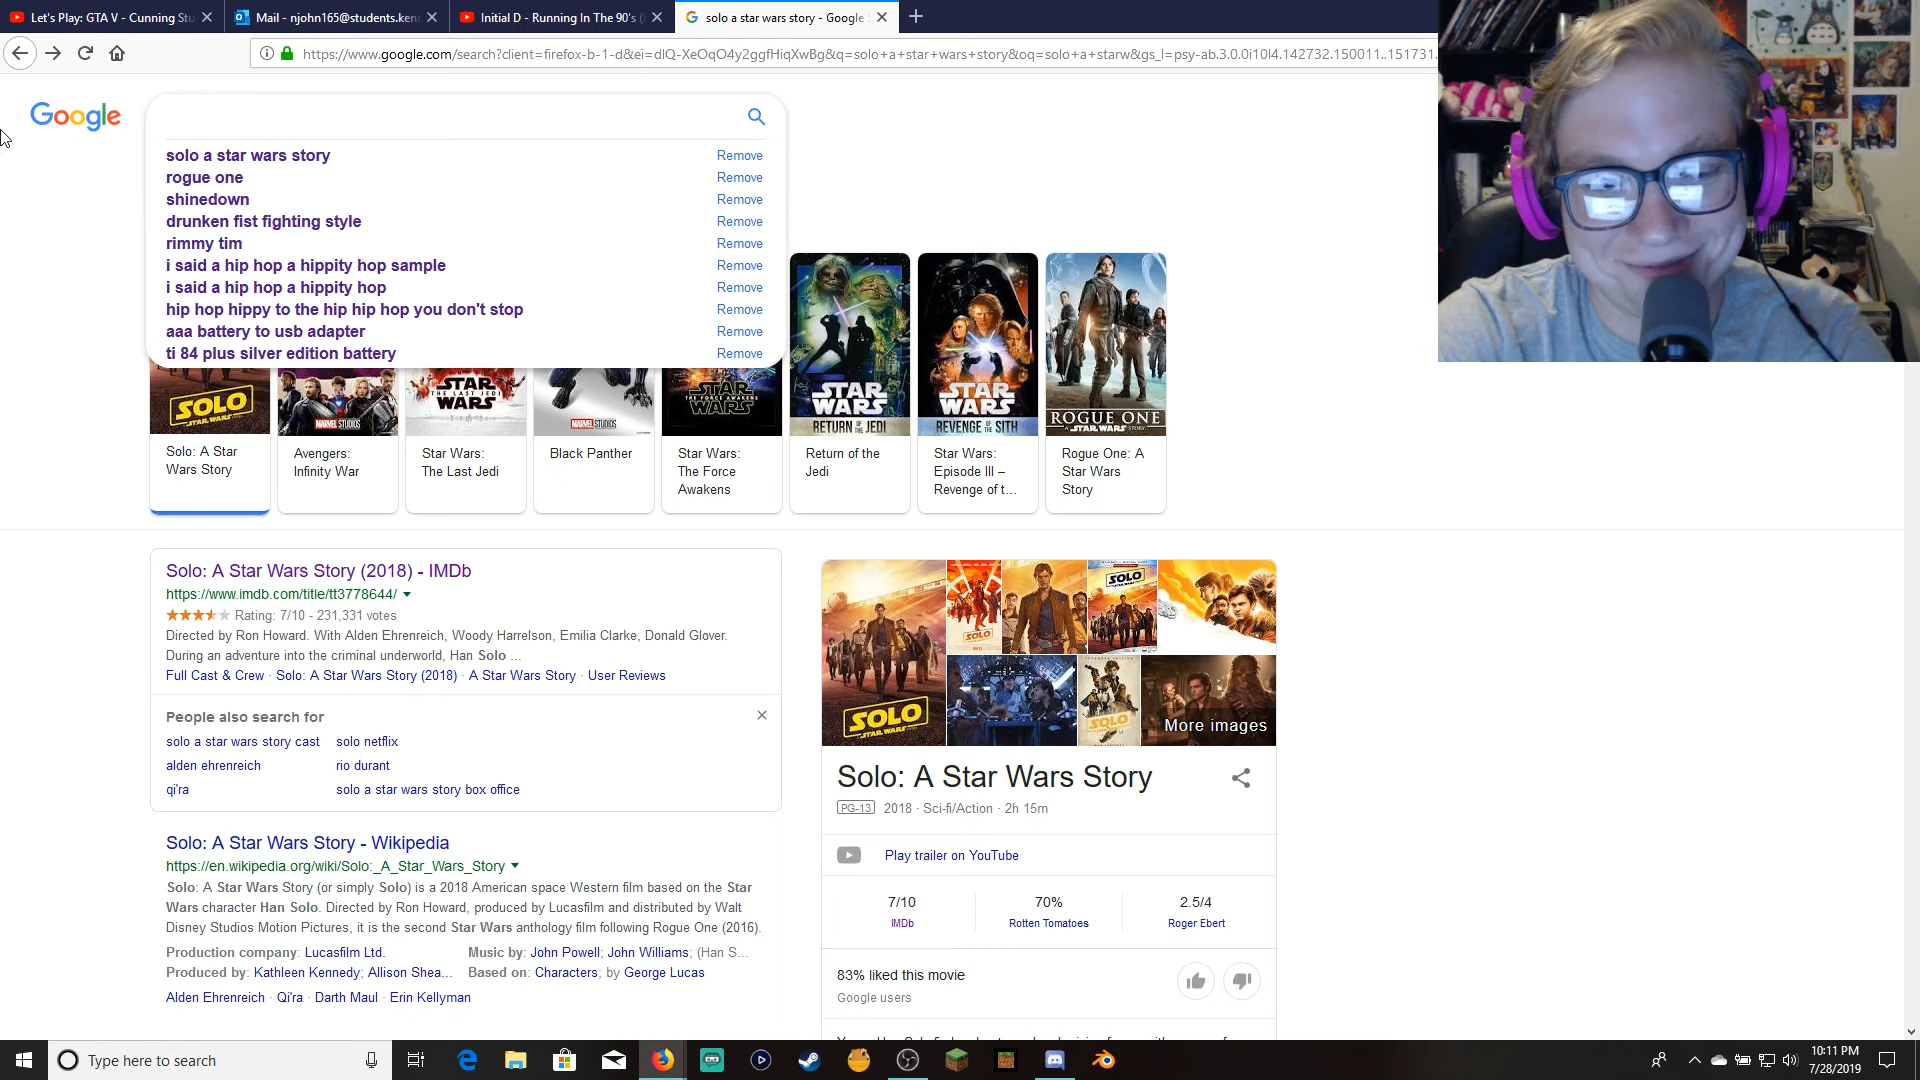 Let's Play: GTA V - Cunning Stu
Mail - njohn165@students.ken
Initial D - Running In The 90's (
solo a star wars story - Google S
https://www.google.com/search?client=firefox-b-1-d&ei=dlQ-XeOqO4y2ggfHiqXwBg&q=solo+a+star+wars+story&oq=solo+a+starw&gs_l=psy-ab.3.0.0i10l4.142732.150011..151731.
Google
solo a star wars story Remove
rogue one Remove
shinedown Remove
drunken fist fighting style Remove
rimmy tim Remove
i said a hip hop a hippity hop sample Remove
i said a hip hop a hippity hop Remove
hip hop hippy to the hip hip hop you don't stop Remove
aaa battery to usb adapter Remove
ti 84 plus silver edition battery Remove
SOLO
MARVEL STUDIOS
STAR WARS
THE LAST JEDI
MARVEL STUDIOS
STAR WARS
THE FORCE AWAKENS
STAR WARS
RETURN OF THE JEDI
STAR WARS
REVENGE OF THE SITH
ROGUE ONE
A STAR WARS STORY
Solo: A Star
Wars Story
Avengers:
Infinity War
Star Wars:
The Last Jedi
Black Panther
Star Wars:
The Force
Awakens
Return of the
Jedi
Star Wars:
Episode III –
Revenge of t...
Rogue One: A
Star Wars
Story
Solo: A Star Wars Story (2018) - IMDb
https://www.imdb.com/title/tt3778644/
Rating: 7/10 - 231,331 votes
Directed by Ron Howard. With Alden Ehrenreich, Woody Harrelson, Emilia Clarke, Donald Glover.
During an adventure into the criminal underworld, Han Solo ...
Full Cast & Crew · Solo: A Star Wars Story (2018) · A Star Wars Story · User Reviews
People also search for
solo a star wars story cast solo netflix
alden ehrenreich rio durant
qi'ra solo a star wars story box office
Solo: A Star Wars Story - Wikipedia
https://en.wikipedia.org/wiki/Solo:_A_Star_Wars_Story
Solo: A Star Wars Story (or simply Solo) is a 2018 American space Western film based on the Star
Wars character Han Solo. Directed by Ron Howard, produced by Lucasfilm and distributed by Walt
Disney Studios Motion Pictures, it is the second Star Wars anthology film following Rogue One (2016).
Production company: Lucasfilm Ltd. Music by: John Powell; John Williams; (Han S...
Produced by: Kathleen Kennedy; Allison Shea... Based on: Characters; by George Lucas
Alden Ehrenreich · Qi'ra · Darth Maul · Erin Kellyman
SOLO
SOLO
SOLO
SOLO
More images
Solo: A Star Wars Story
PG-13 2018 · Sci-fi/Action · 2h 15m
Play trailer on YouTube
7/10 70% 2.5/4
IMDb Rotten Tomatoes Roger Ebert
83% liked this movie
Google users
Type here to search
10:11 PM
7/28/2019